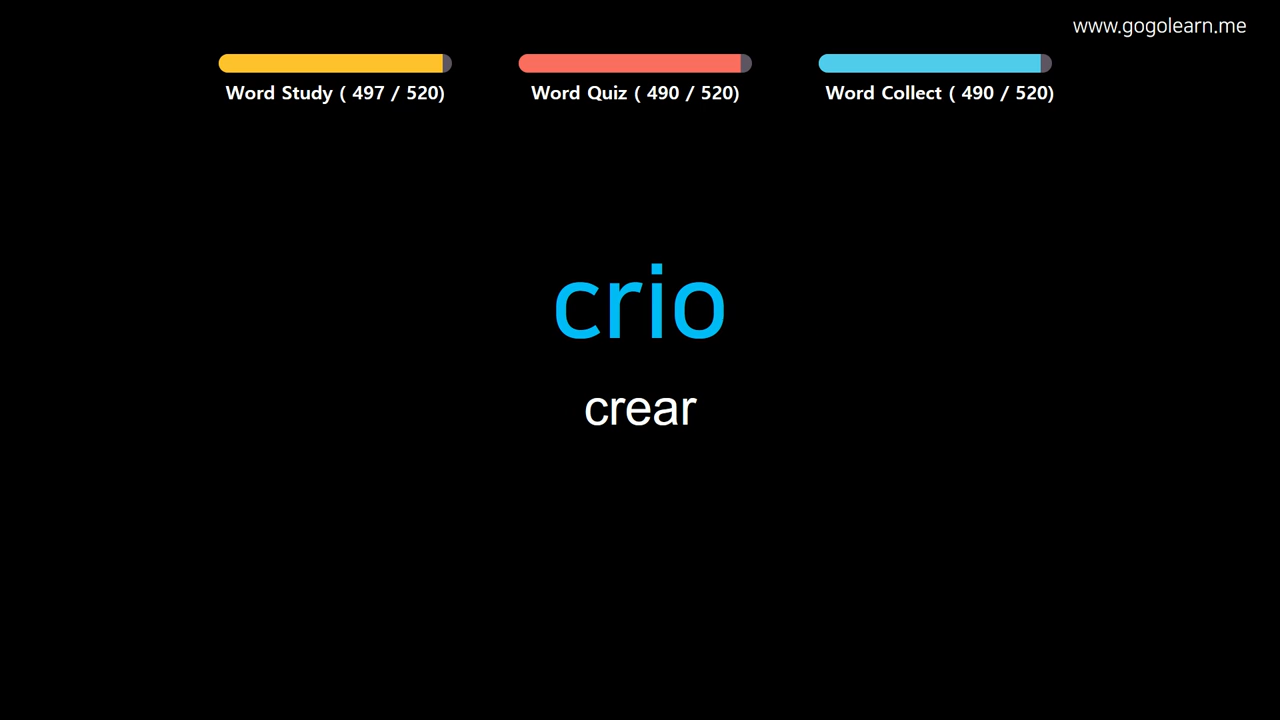 www.gogolearn.me
Word Study ( 497 / 520)
Word Quiz ( 490 / 520)
Word Collect ( 490 / 520)
crio
crear